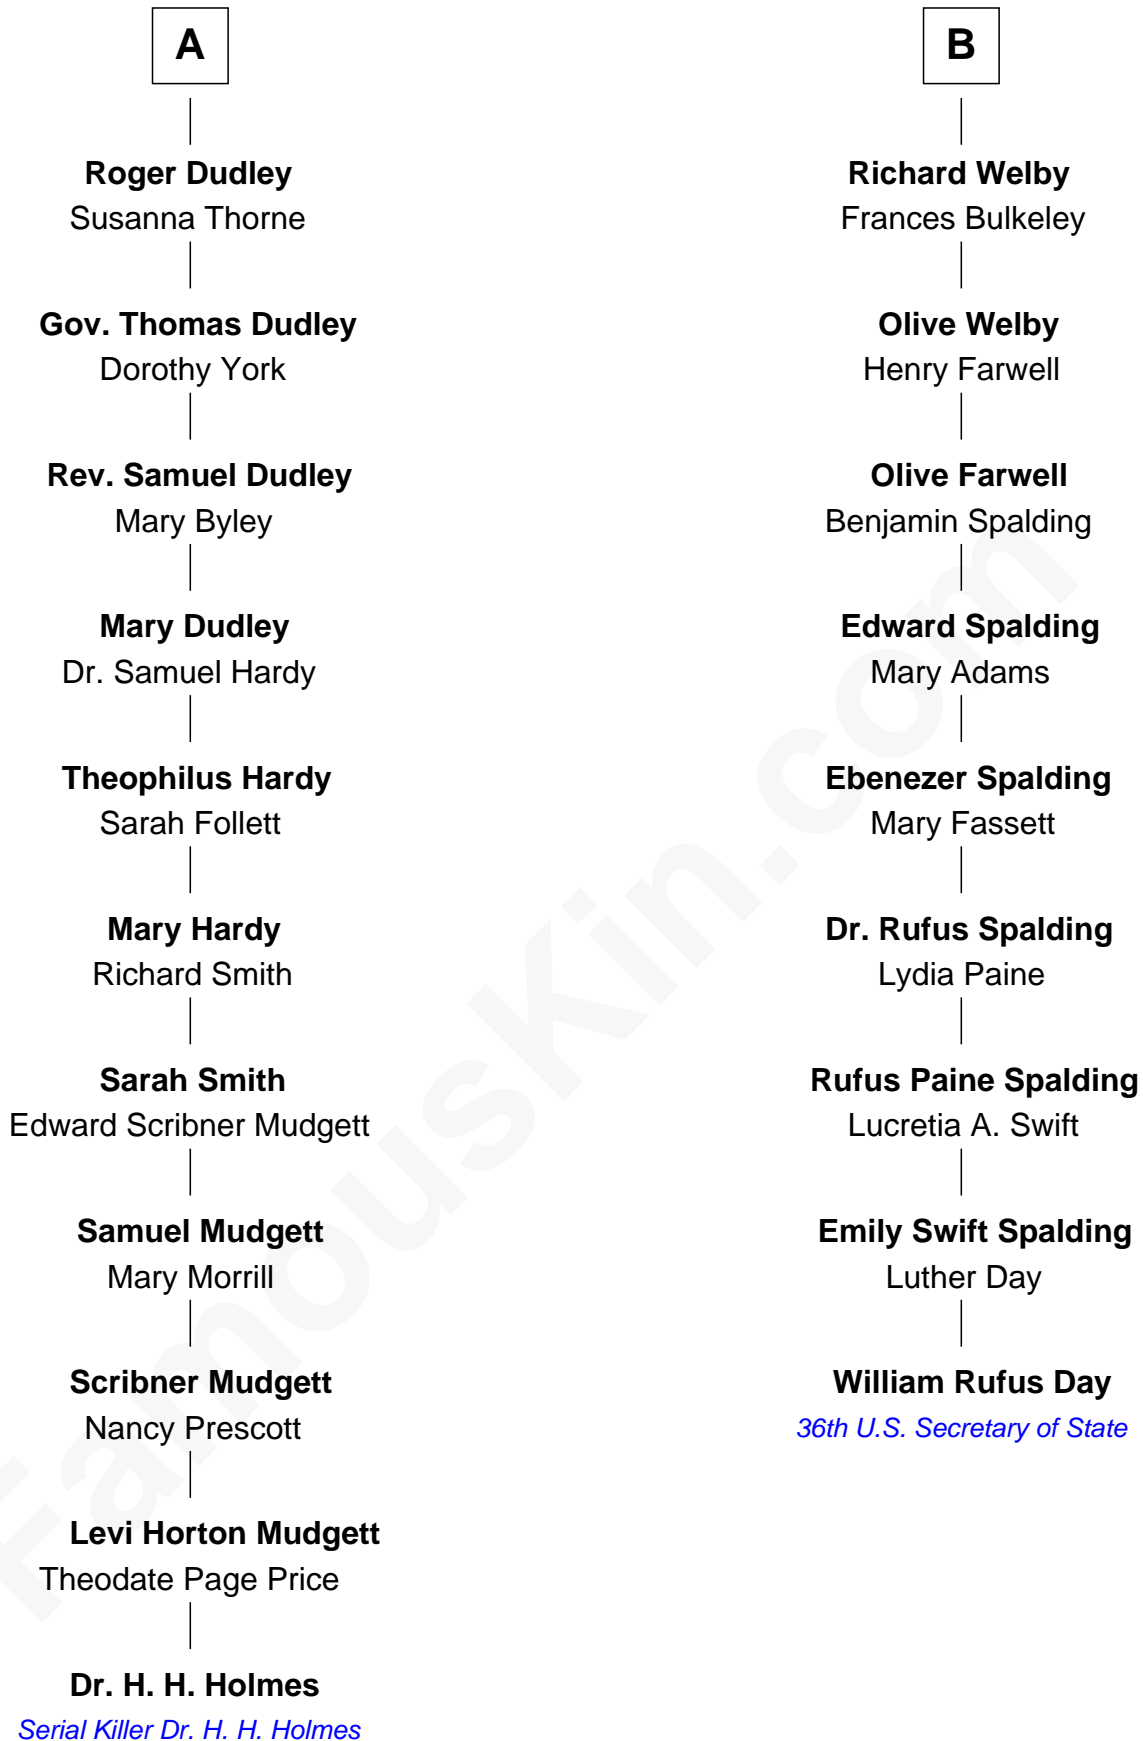 A
Roger Dudley
Susanna Thorne
Gov. Thomas Dudley
Dorothy York
Rev. Samuel Dudley
Mary Byley
Mary Dudley
Dr. Samuel Hardy
Theophilus Hardy
Sarah Follett
Mary Hardy
Richard Smith
Sarah Smith
Edward Scribner Mudgett
Samuel Mudgett
Mary Morrill
Scribner Mudgett
Nancy Prescott
Levi Horton Mudgett
Theodate Page Price
Dr. H. H. Holmes
Serial Killer Dr. H. H. Holmes
B
Richard Welby
Frances Bulkeley
Olive Welby
Henry Farwell
Olive Farwell
Benjamin Spalding
Edward Spalding
Mary Adams
Ebenezer Spalding
Mary Fassett
Dr. Rufus Spalding
Lydia Paine
Rufus Paine Spalding
Lucretia A. Swift
Emily Swift Spalding
Luther Day
William Rufus Day
36th U.S. Secretary of State
FamousKin.com